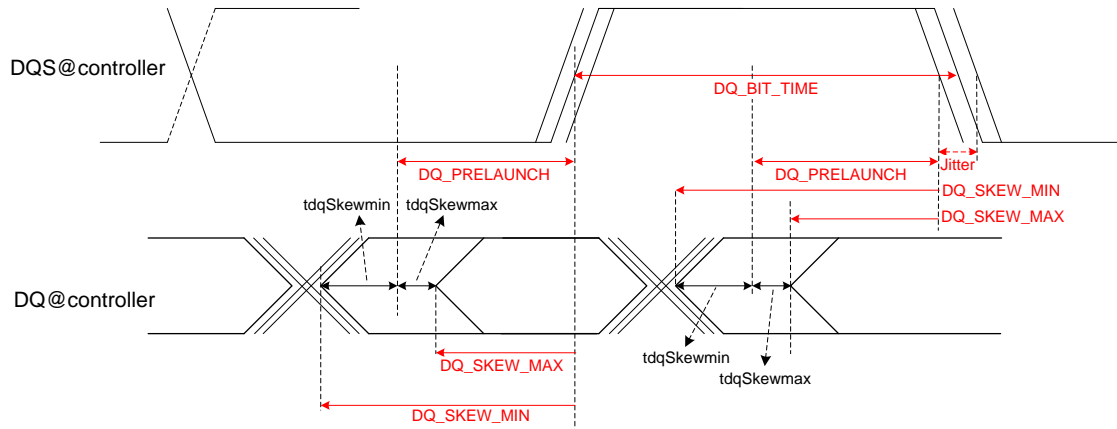 DQS@controller
DQ_BIT_TIME
DQ_PRELAUNCH
DQ_PRELAUNCH
Jitter
tdqSkewmin
tdqSkewmax
DQ_SKEW_MIN
DQ_SKEW_MAX
DQ@controller
tdqSkewmin
tdqSkewmax
DQ_SKEW_MAX
DQ_SKEW_MIN